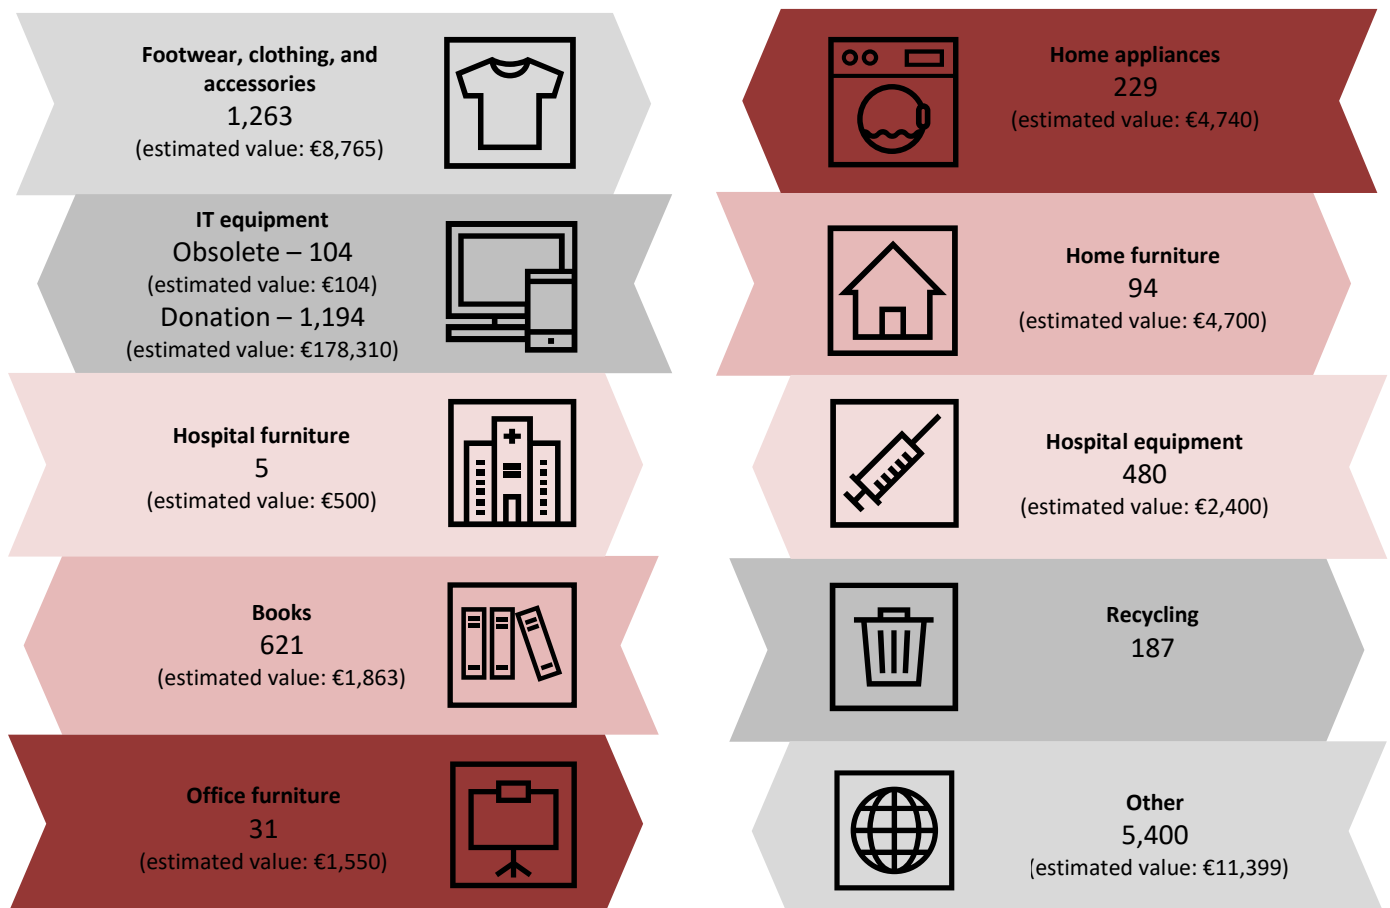 Footwear, clothing, and
accessories
1,263
(estimated value: €8,765)
IT equipment
Obsolete – 104
(estimated value: €104)
Donation – 1,194
(estimated value: €178,310)
Hospital furniture
5
(estimated value: €500)
Books
621
(estimated value: €1,863)
Office furniture
31
(estimated value: €1,550)
Home appliances
229
(estimated value: €4,740)
Home furniture
94
(estimated value: €4,700)
Hospital equipment
480
(estimated value: €2,400)
Recycling
187
Other
5,400
(estimated value: €11,399)